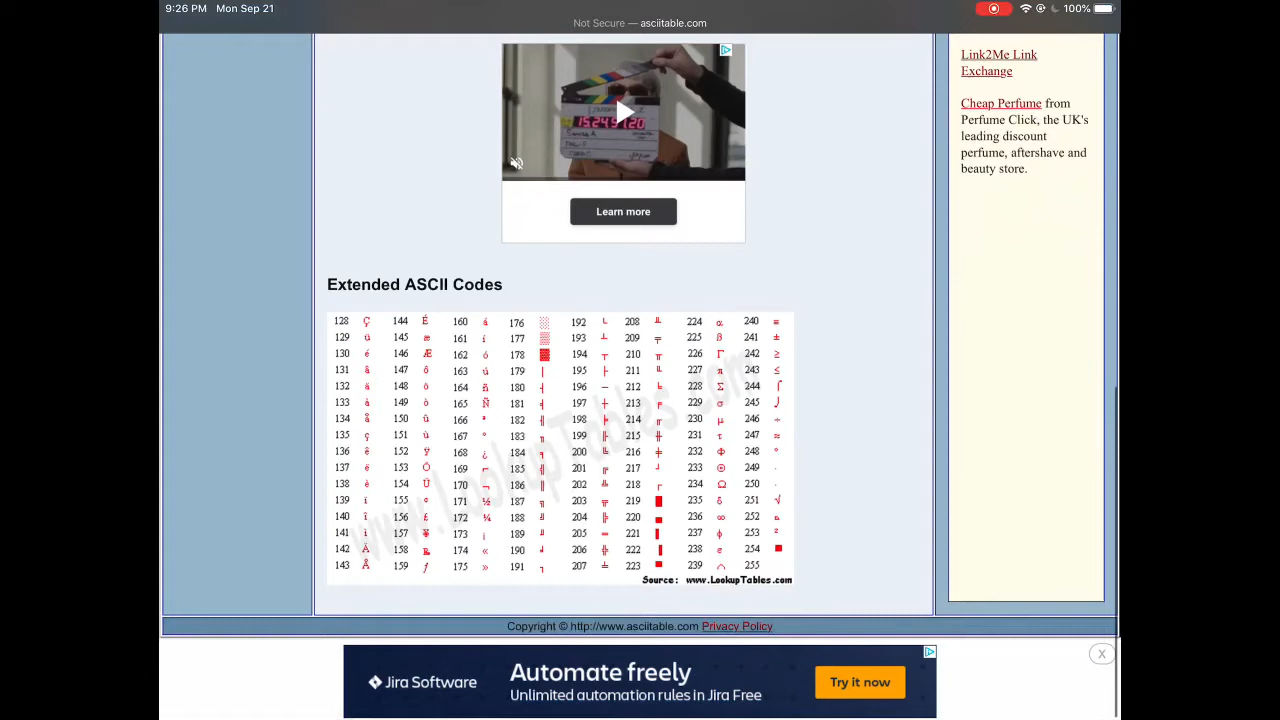 9:26 PM Mon Sep 21
100%
Not Secure — asciitable.com
Link2Me Link
Exchange
Cheap Perfume from
Perfume Click, the UK's
leading discount
perfume, aftershave and
beauty store.
15:24:51:20
Learn more
Extended ASCII Codes
128 Ç 144 É 160 á 176 ░ 192 └ 208 ╨ 224 α 240 ≡
129 ü 145 æ 161 í 177 ▒ 193 ┴ 209 ╤ 225 ß 241 ±
130 é 146 Æ 162 ó 178 ▓ 194 ┬ 210 ╥ 226 Γ 242 ≥
131 â 147 ô 163 ú 179 │ 195 ├ 211 ╙ 227 π 243 ≤
132 ä 148 ö 164 ñ 180 ┤ 196 ─ 212 ╘ 228 Σ 244 ⌠
133 à 149 ò 165 Ñ 181 ╡ 197 ┼ 213 ╒ 229 σ 245 ⌡
134 å 150 û 166 ª 182 ╢ 198 ╞ 214 ╓ 230 µ 246 ÷
135 ç 151 ù 167 º 183 ╖ 199 ╟ 215 ╫ 231 τ 247 ≈
136 ê 152 ÿ 168 ¿ 184 ╕ 200 ╚ 216 ╪ 232 Φ 248 °
137 ë 153 Ö 169 ⌐ 185 ╣ 201 ╔ 217 ┘ 233 Θ 249 ·
138 è 154 Ü 170 ¬ 186 ║ 202 ╩ 218 ┌ 234 Ω 250 ·
139 ï 155 ¢ 171 ½ 187 ╗ 203 ╦ 219 █ 235 δ 251 √
140 î 156 £ 172 ¼ 188 ╝ 204 ╠ 220 ▄ 236 ∞ 252 ⁿ
141 ì 157 ¥ 173 ¡ 189 ╜ 205 ═ 221 ▌ 237 φ 253 ²
142 Ä 158 ₧ 174 « 190 ╛ 206 ╬ 222 ▐ 238 ε 254 ■
143 Å 159 ƒ 175 » 191 ┐ 207 ╧ 223 ▀ 239 ∩ 255
www.LookupTables.com
Source: www.LookupTables.com
Copyright © http://www.asciitable.com Privacy Policy
X
Jira Software
Automate freely
Unlimited automation rules in Jira Free
Try it now